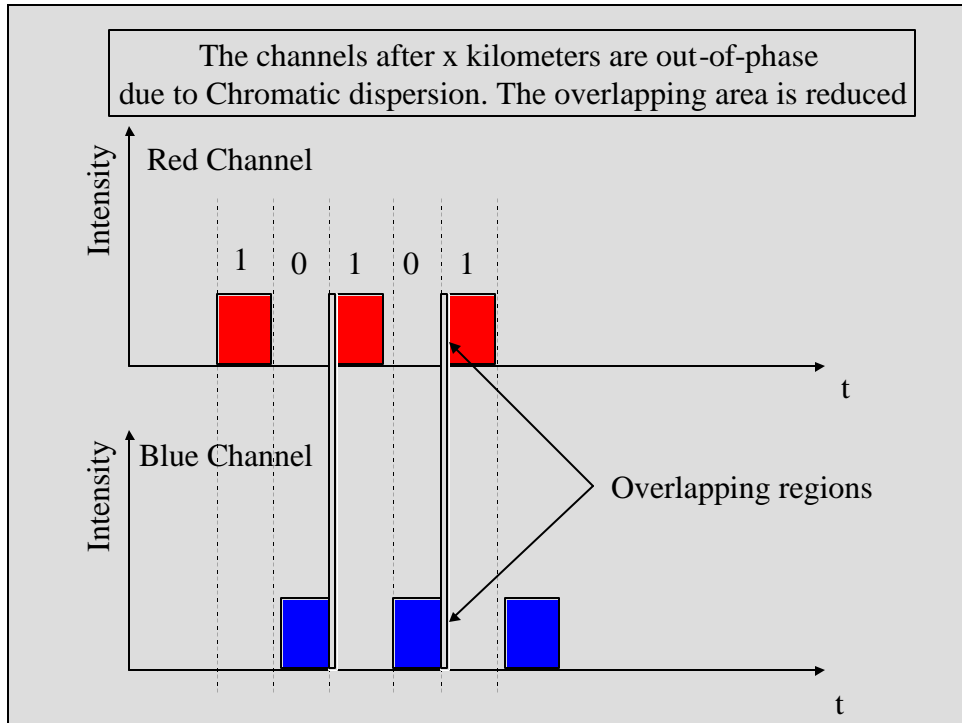 The channels after x kilometers are out-of-phase
due to Chromatic dispersion. The overlapping area is reduced
Intensity
Red Channel
1 0 1 0 1
t
Intensity
Blue Channel
Overlapping regions
t